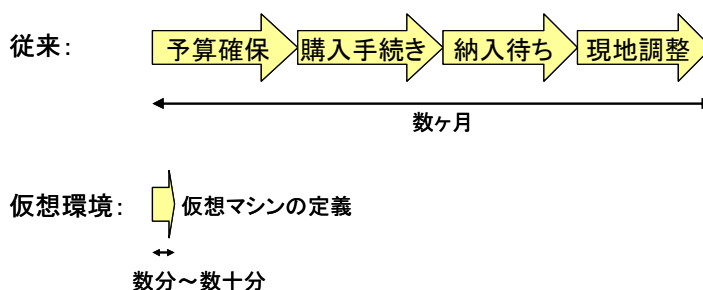 従来：
予算確保
購入手続き
納入待ち
現地調整
数ヶ月
仮想環境：
仮想マシンの定義
数分～数十分